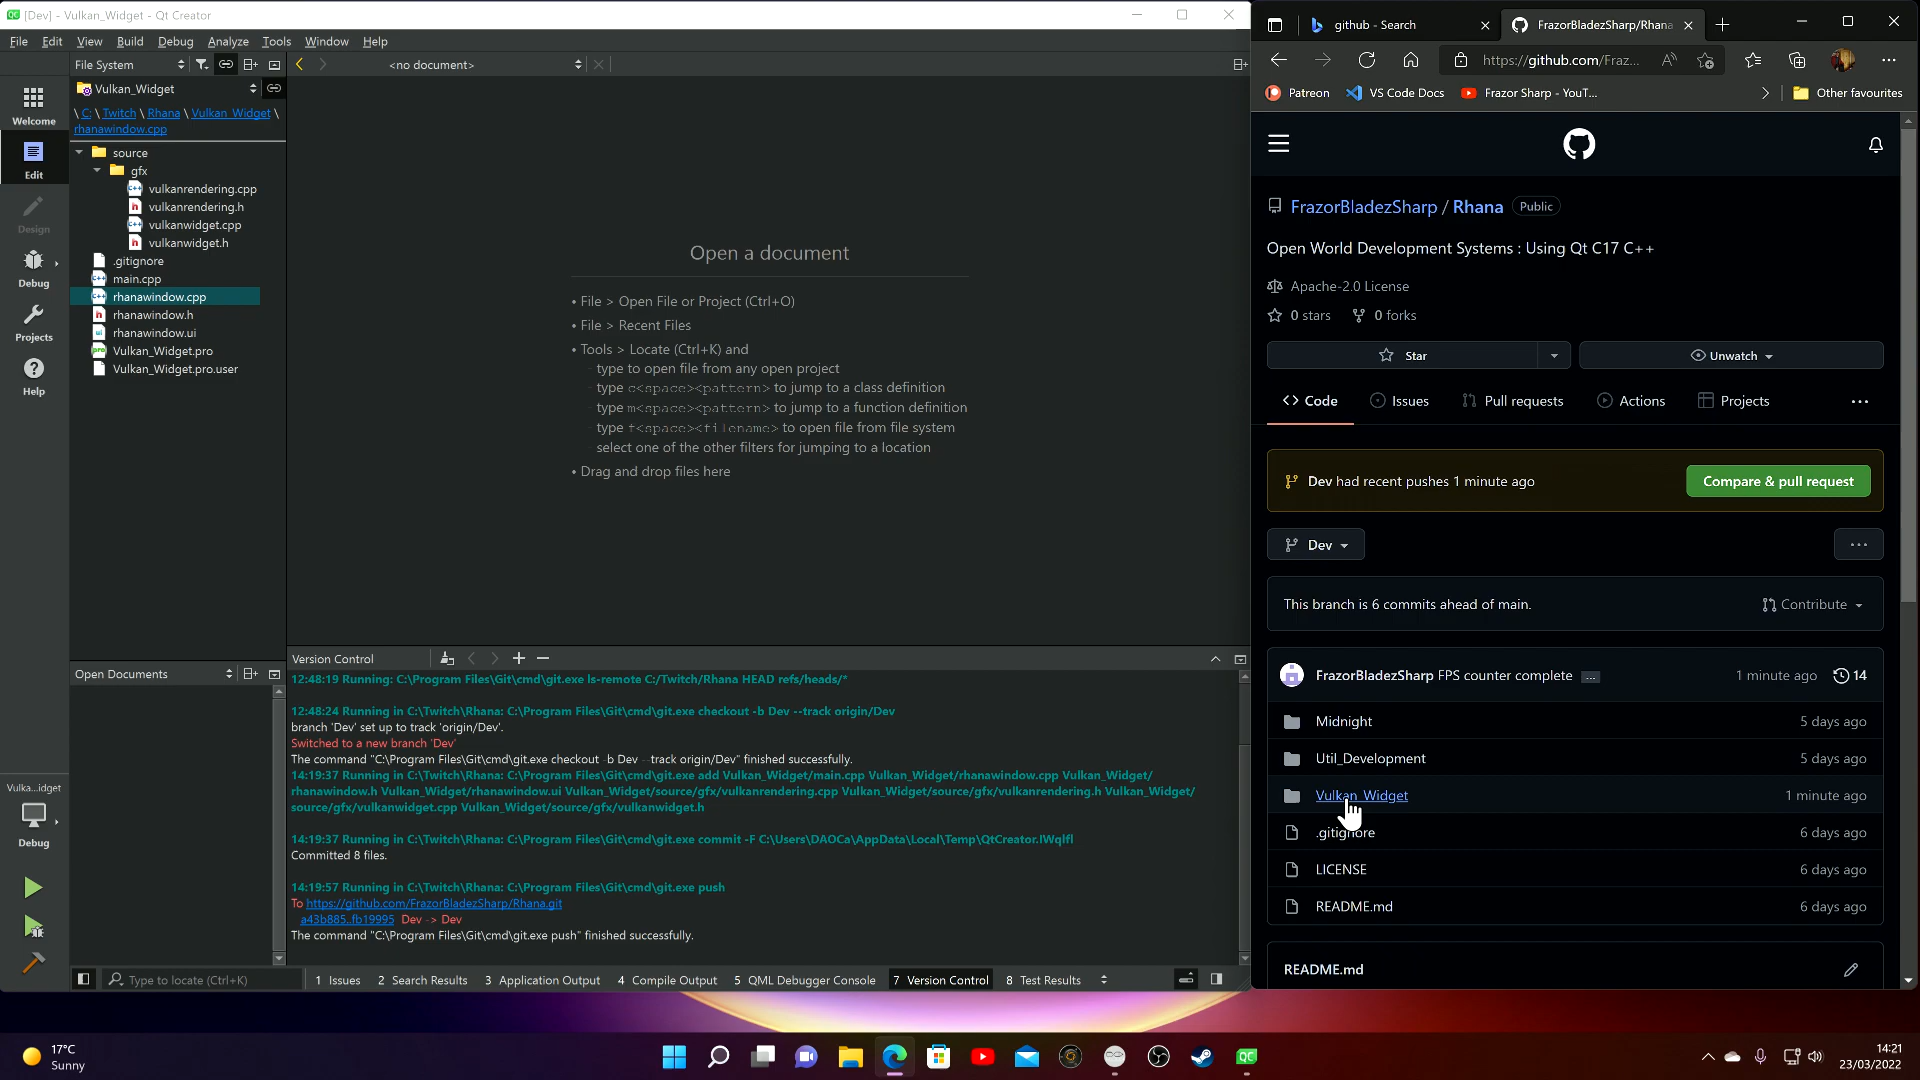 [Dev] - Vulkan_Widget - Qt Creator
File Edit View Build Debug Analyze Tools Window Help
File System
<no document>
Vulkan_Widget
\ C: \ Twitch \ Rhana \ Vulkan_Widget \
rhanawindow.cpp
Welcome
Edit
Design
Debug
Projects
Help
source
gfx
vulkanrendering.cpp
vulkanrendering.h
vulkanwidget.cpp
vulkanwidget.h
.gitignore
main.cpp
rhanawindow.cpp
rhanawindow.h
rhanawindow.ui
Vulkan_Widget.pro
Vulkan_Widget.pro.user
Open a document
• File > Open File or Project (Ctrl+O)
• File > Recent Files
• Tools > Locate (Ctrl+K) and
- type to open file from any open project
- type c<space><pattern> to jump to a class definition
- type m<space><pattern> to jump to a function definition
- type f<space><filename> to open file from file system
- select one of the other filters for jumping to a location
• Drag and drop files here
Open Documents
Version Control
12:48:19 Running: C:\Program Files\Git\cmd\git.exe ls-remote C:/Twitch/Rhana HEAD refs/heads/*
12:48:24 Running in C:\Twitch\Rhana: C:\Program Files\Git\cmd\git.exe checkout -b Dev --track origin/Dev
branch 'Dev' set up to track 'origin/Dev'.
Switched to a new branch 'Dev'
The command "C:\Program Files\Git\cmd\git.exe checkout -b Dev --track origin/Dev" finished successfully.
14:19:37 Running in C:\Twitch\Rhana: C:\Program Files\Git\cmd\git.exe add Vulkan_Widget/main.cpp Vulkan_Widget/rhanawindow.cpp Vulkan_Widget/
rhanawindow.h Vulkan_Widget/rhanawindow.ui Vulkan_Widget/source/gfx/vulkanrendering.cpp Vulkan_Widget/source/gfx/vulkanrendering.h Vulkan_Widget/
source/gfx/vulkanwidget.cpp Vulkan_Widget/source/gfx/vulkanwidget.h
14:19:37 Running in C:\Twitch\Rhana: C:\Program Files\Git\cmd\git.exe commit -F C:\Users\DAOCa\AppData\Local\Temp\QtCreator.lWqlfl
Committed 8 files.
14:19:57 Running in C:\Twitch\Rhana: C:\Program Files\Git\cmd\git.exe push
To https://github.com/FrazorBladezSharp/Rhana.git
a43b885..fb19995 Dev -> Dev
The command "C:\Program Files\Git\cmd\git.exe push" finished successfully.
Vulka...idget
Debug
Type to locate (Ctrl+K)
1 Issues 2 Search Results 3 Application Output 4 Compile Output 5 QML Debugger Console 7 Version Control 8 Test Results
github - Search
FrazorBladezSharp/Rhana
https://github.com/Fraz...
Patreon VS Code Docs Frazor Sharp - YouT... Other favourites
FrazorBladezSharp / Rhana Public
Open World Development Systems : Using Qt C17 C++
Apache-2.0 License
0 stars 0 forks
Star Unwatch
Code Issues Pull requests Actions Projects ...
Dev had recent pushes 1 minute ago Compare & pull request
Dev ...
This branch is 6 commits ahead of main. Contribute
FrazorBladezSharp FPS counter complete ... 1 minute ago 14
Midnight 5 days ago
Util_Development 5 days ago
Vulkan_Widget 1 minute ago
.gitignore 6 days ago
LICENSE 6 days ago
README.md 6 days ago
README.md
17°C
Sunny
14:21
23/03/2022